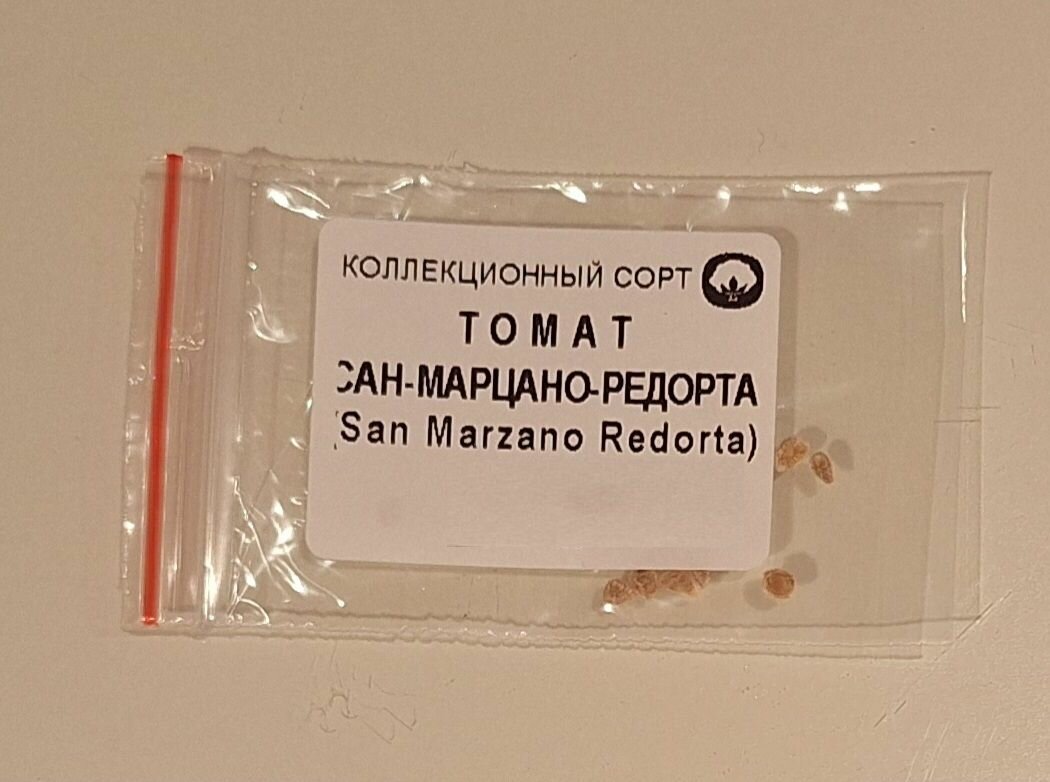 КОЛЛЕКЦИОННЫЙ СОРТ
ТОМАТ
САН-МАРЦАНО-РЕДОРТА
(San Marzano Redorta)